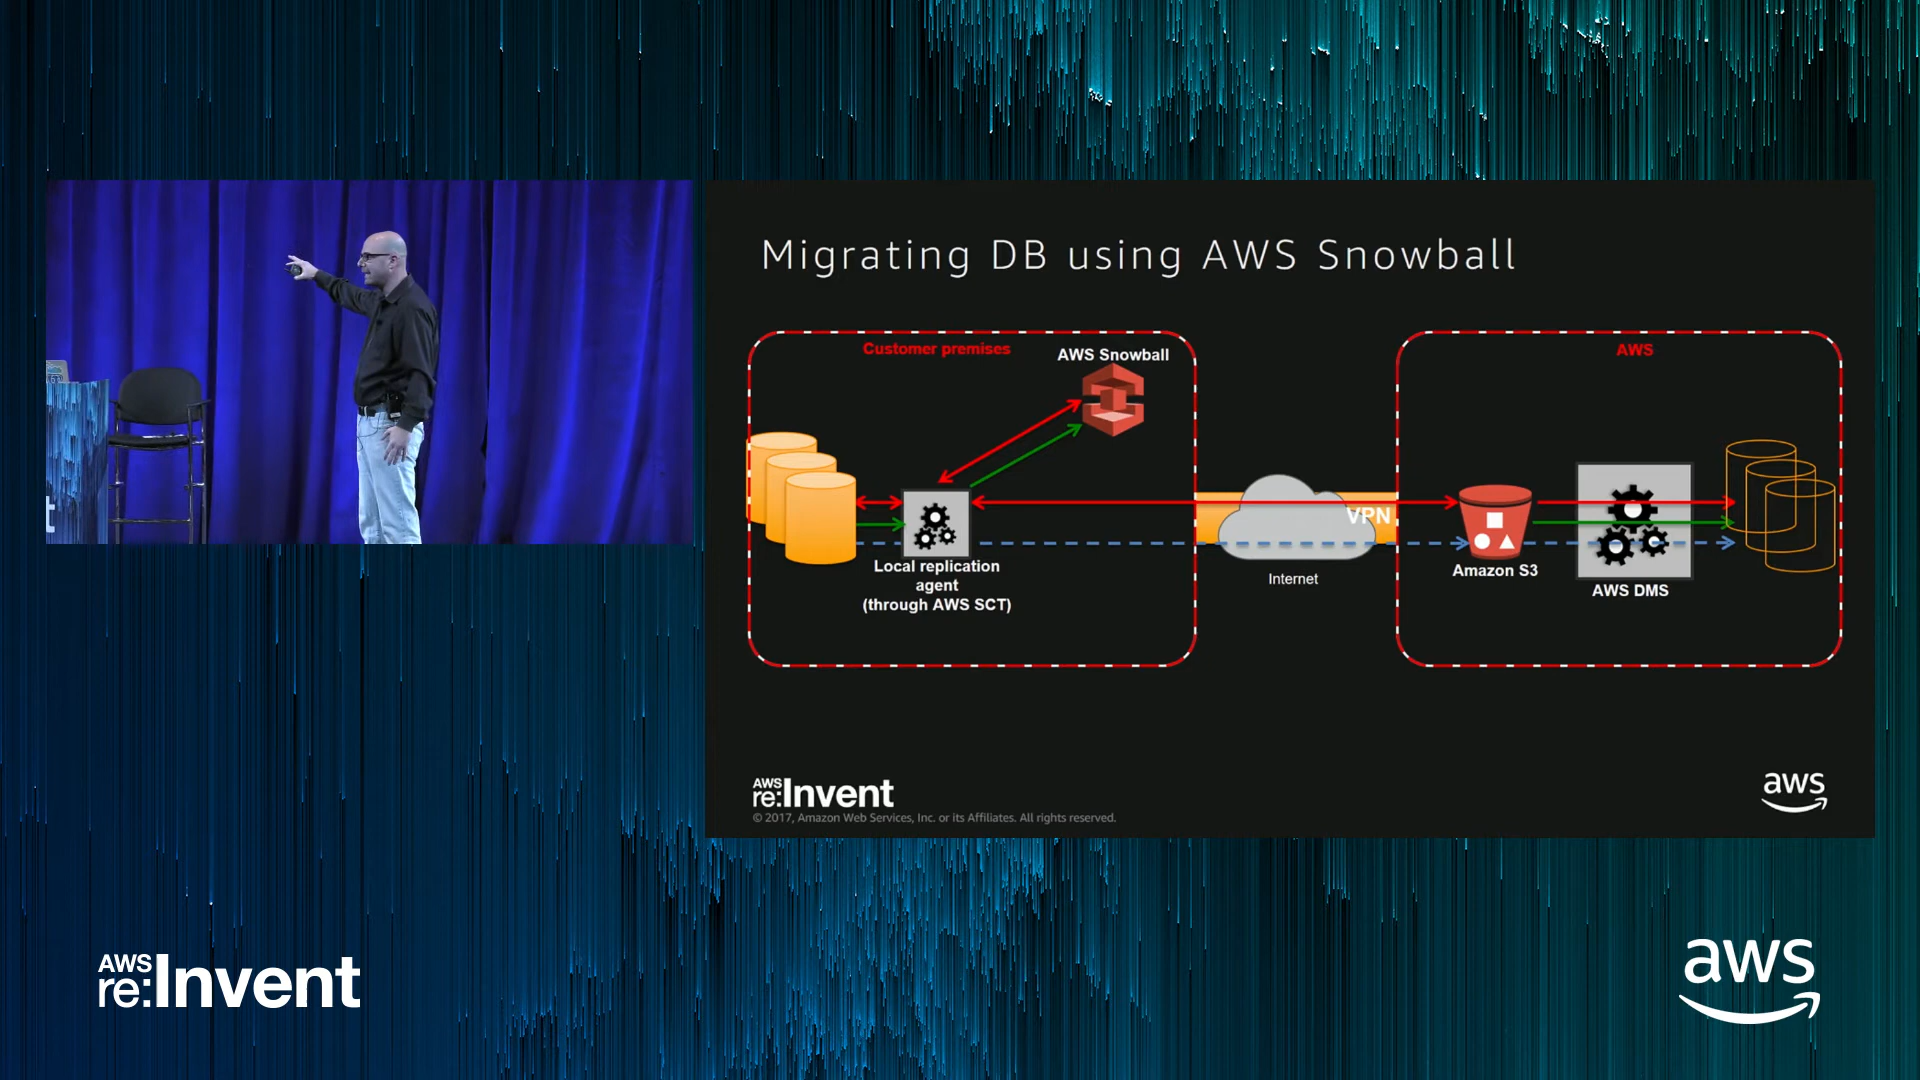 Migrating DB using AWS Snowball
Customer premises
AWS Snowball
AWS
VPN
Local replication
agent
(through AWS SCT)
Internet
Amazon S3
AWS DMS
AWS
re:Invent
© 2017, Amazon Web Services, Inc. or its Affiliates. All rights reserved.
aws
AWS
re:Invent
aws